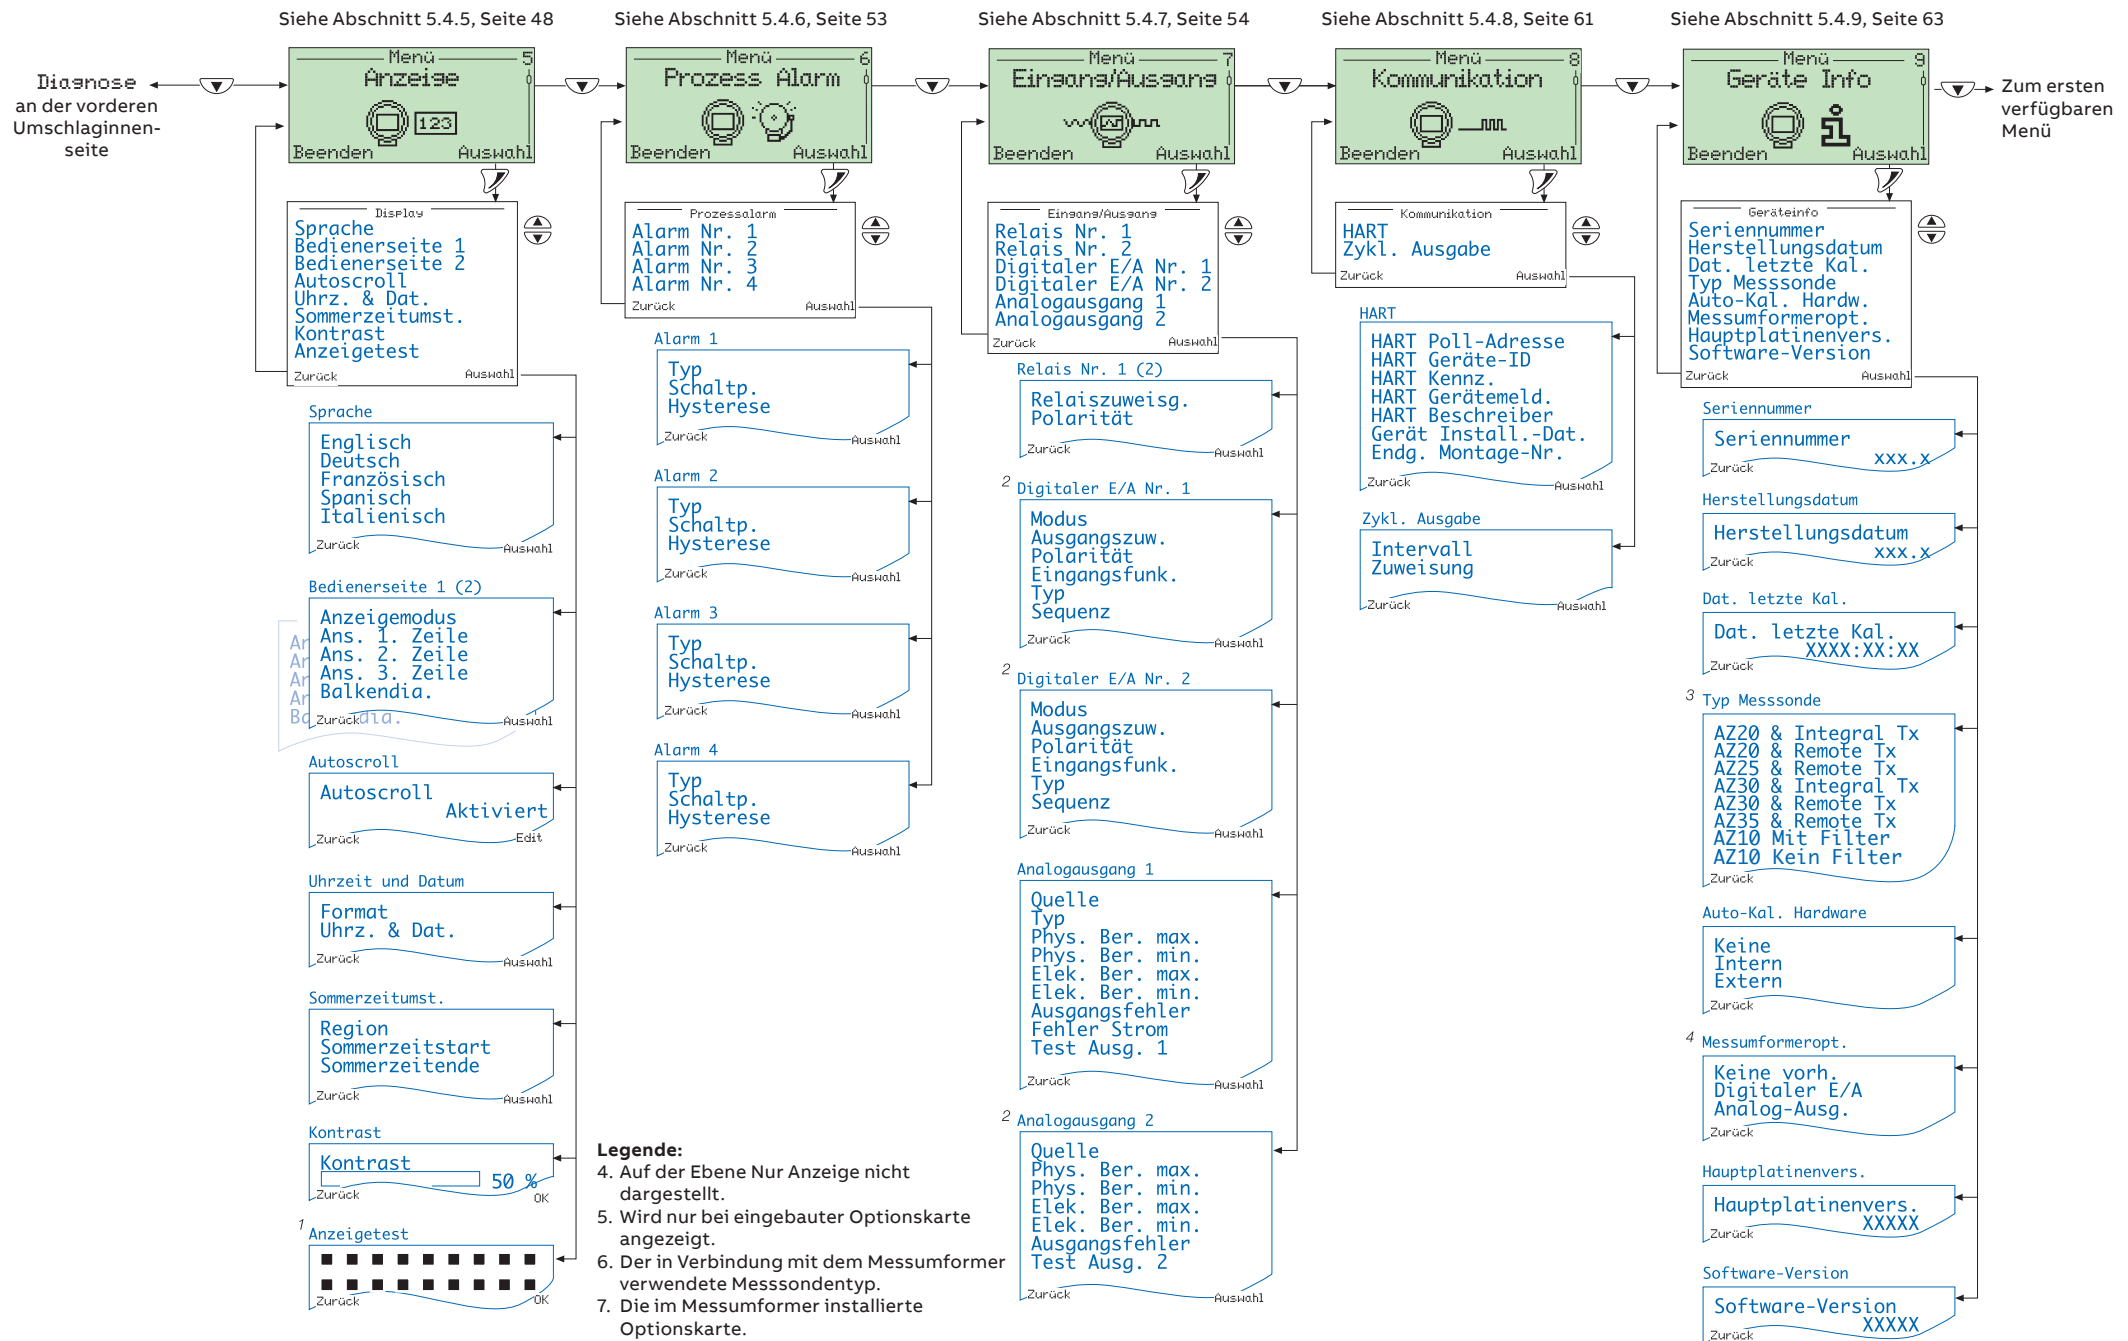 Siehe Abschnitt 5.4.5, Seite 48
Siehe Abschnitt 5.4.6, Seite 53
Siehe Abschnitt 5.4.7, Seite 54
Siehe Abschnitt 5.4.8, Seite 61
Siehe Abschnitt 5.4.9, Seite 63
Diagnose
an der vorderen
Umschlaginnen-
seite
Menü 5
Anzeige
123
Beenden Auswahl
Menü 6
Prozess Alarm
Beenden Auswahl
Menü 7
Eingang/Ausgang
Beenden Auswahl
Menü 8
Kommunikation
Beenden Auswahl
Menü 9
Geräte Info
Beenden Auswahl
Zum ersten
verfügbaren
Menü
Display
Sprache
Bedienerseite 1
Bedienerseite 2
Autoscroll
Uhrz. & Dat.
Sommerzeitumst.
Kontrast
Anzeigetest
Zurück Auswahl
Sprache
Englisch
Deutsch
Französisch
Spanisch
Italienisch
Zurück Auswahl
Bedienerseite 1 (2)
Anzeigemodus
Ans. 1. Zeile
Ans. 2. Zeile
Ans. 3. Zeile
Balkendia.
Zurück Auswahl
Autoscroll
Autoscroll
Aktiviert
Zurück Edit
Uhrzeit und Datum
Format
Uhrz. & Dat.
Zurück Auswahl
Sommerzeitumst.
Region
Sommerzeitstart
Sommerzeitende
Zurück Auswahl
Kontrast
Kontrast
50 %
Zurück OK
1 Anzeigetest
Zurück OK
Prozessalarm
Alarm Nr. 1
Alarm Nr. 2
Alarm Nr. 3
Alarm Nr. 4
Zurück Auswahl
Alarm 1
Typ
Schaltp.
Hysterese
Zurück Auswahl
Alarm 2
Typ
Schaltp.
Hysterese
Zurück Auswahl
Alarm 3
Typ
Schaltp.
Hysterese
Zurück Auswahl
Alarm 4
Typ
Schaltp.
Hysterese
Zurück Auswahl
Legende:
4. Auf der Ebene Nur Anzeige nicht
dargestellt.
5. Wird nur bei eingebauter Optionskarte
angezeigt.
6. Der in Verbindung mit dem Messumformer
verwendete Messsondentyp.
7. Die im Messumformer installierte
Optionskarte.
Eingang/Ausgang
Relais Nr. 1
Relais Nr. 2
Digitaler E/A Nr. 1
Digitaler E/A Nr. 2
Analogausgang 1
Analogausgang 2
Zurück Auswahl
Relais Nr. 1 (2)
Relaiszuweisg.
Polarität
Zurück Auswahl
2 Digitaler E/A Nr. 1
Modus
Ausgangszuw.
Polarität
Eingangsfunk.
Typ
Sequenz
Zurück Auswahl
2 Digitaler E/A Nr. 2
Modus
Ausgangszuw.
Polarität
Eingangsfunk.
Typ
Sequenz
Zurück Auswahl
Analogausgang 1
Quelle
Typ
Phys. Ber. max.
Phys. Ber. min.
Elek. Ber. max.
Elek. Ber. min.
Ausgangsfehler
Fehler Strom
Test Ausg. 1
Zurück Auswahl
2 Analogausgang 2
Quelle
Phys. Ber. max.
Phys. Ber. min.
Elek. Ber. max.
Elek. Ber. min.
Ausgangsfehler
Test Ausg. 2
Zurück Auswahl
Kommunikation
HART
Zykl. Ausgabe
Zurück Auswahl
HART
HART Poll-Adresse
HART Geräte-ID
HART Kennz.
HART Gerätemeld.
HART Beschreiber
Gerät Install.-Dat.
Endg. Montage-Nr.
Zurück Auswahl
Zykl. Ausgabe
Intervall
Zuweisung
Zurück Auswahl
Geräteinfo
Seriennummer
Herstellungsdatum
Dat. letzte Kal.
Typ Messsonde
Auto-Kal. Hardw.
Messumformeropt.
Hauptplatinenvers.
Software-Version
Zurück Auswahl
Seriennummer
Seriennummer
xxx.x
Zurück
Herstellungsdatum
Herstellungsdatum
xxx.x
Zurück
Dat. letzte Kal.
Dat. letzte Kal.
XXXX:XX:XX
Zurück
3 Typ Messsonde
AZ20 & Integral Tx
AZ20 & Remote Tx
AZ25 & Remote Tx
AZ30 & Integral Tx
AZ30 & Remote Tx
AZ35 & Remote Tx
AZ10 Mit Filter
AZ10 Kein Filter
Zurück
Auto-Kal. Hardware
Keine
Intern
Extern
Zurück
4 Messumformeropt.
Keine vorh.
Digitaler E/A
Analog-Ausg.
Zurück
Hauptplatinenvers.
Hauptplatinenvers.
XXXXX
Zurück
Software-Version
Software-Version
XXXXX
Zurück